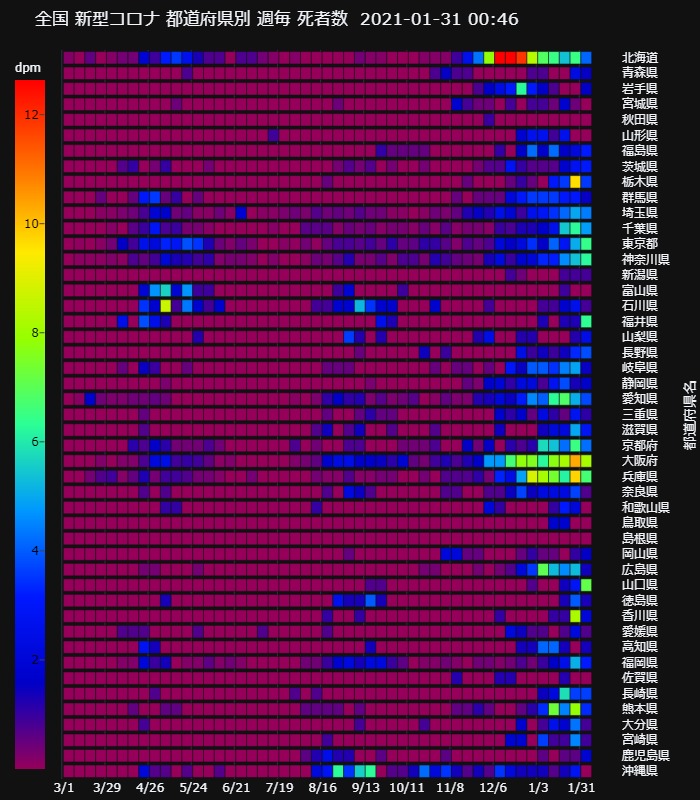 全国 新型コロナ 都道府県別 週毎 死者数 2021-01-31 00:46
dpm
12
10
8
6
4
2
北海道
青森県
岩手県
宮城県
秋田県
山形県
福島県
茨城県
栃木県
群馬県
埼玉県
千葉県
東京都
神奈川県
新潟県
富山県
石川県
福井県
山梨県
長野県
岐阜県
静岡県
愛知県
三重県
滋賀県
京都府
大阪府
兵庫県
奈良県
和歌山県
鳥取県
島根県
岡山県
広島県
山口県
徳島県
香川県
愛媛県
高知県
福岡県
佐賀県
長崎県
熊本県
大分県
宮崎県
鹿児島県
沖縄県
都道府県名
3/1 3/29 4/26 5/24 6/21 7/19 8/16 9/13 10/11 11/8 12/6 1/3 1/31